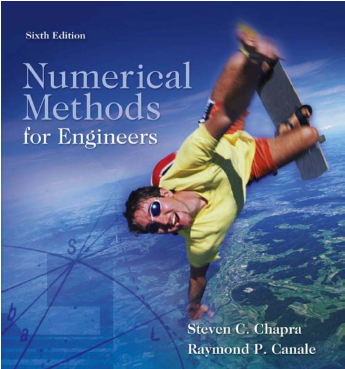 Sixth Edition
Numerical
Methods
for Engineers
S
b
a
L
Steven C. Chapra
Raymond P. Canale